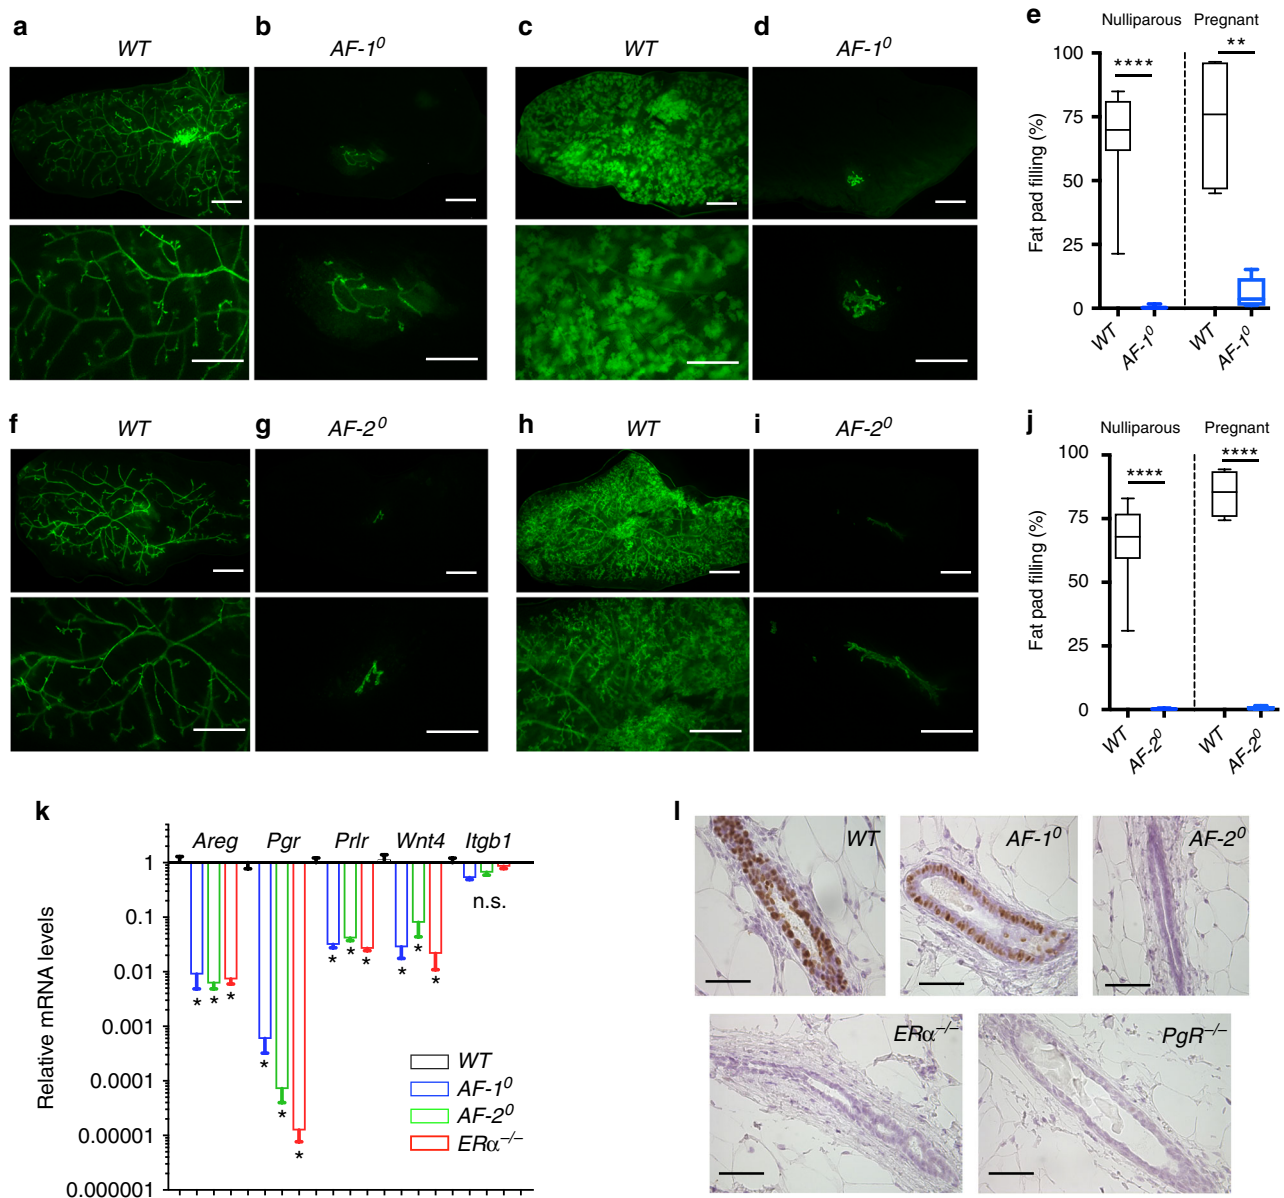 a WT b AF-1⁰ c WT d AF-1⁰
e
Nulliparous Pregnant
**** **
100
75
50
25
0
Fat pad filling (%)
WT AF-1⁰ WT AF-1⁰
f WT g AF-2⁰ h WT i AF-2⁰
j
Nulliparous Pregnant
**** ****
100
75
50
25
0
Fat pad filling (%)
WT AF-2⁰ WT AF-2⁰
k
Areg Pgr Prlr Wnt4 Itgb1
1
0.1
0.01
0.001
0.0001
0.00001
0.000001
Relative mRNA levels
* * * * * * * * * * * *
n.s.
WT
AF-1⁰
AF-2⁰
ERα⁻/⁻
l
WT AF-1⁰ AF-2⁰
ERα⁻/⁻ PgR⁻/⁻